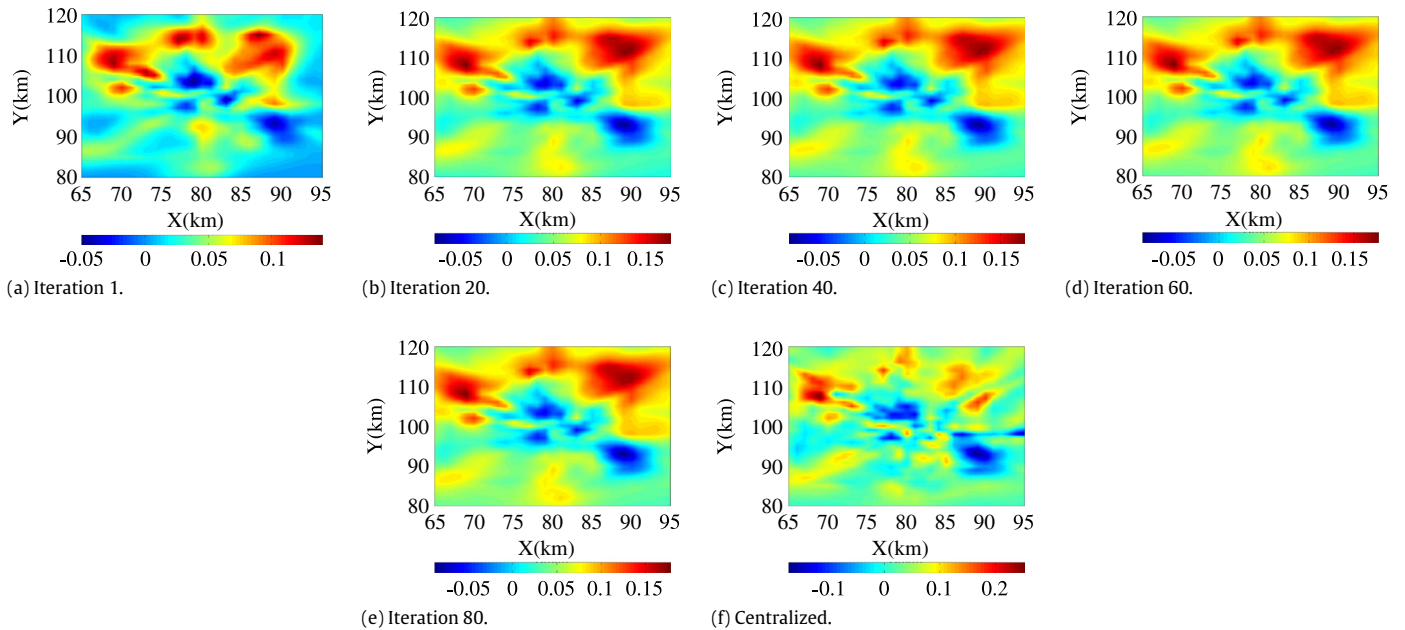 120
110
100
90
80
Y(km)
65 70 75 80 85 90 95
X(km)
-0.05 0 0.05 0.1
(a) Iteration 1.
120
110
100
90
80
Y(km)
65 70 75 80 85 90 95
X(km)
-0.05 0 0.05 0.1 0.15
(b) Iteration 20.
120
110
100
90
80
Y(km)
65 70 75 80 85 90 95
X(km)
-0.05 0 0.05 0.1 0.15
(c) Iteration 40.
120
110
100
90
80
Y(km)
65 70 75 80 85 90 95
X(km)
-0.05 0 0.05 0.1 0.15
(d) Iteration 60.
120
110
100
90
80
Y(km)
65 70 75 80 85 90 95
X(km)
-0.05 0 0.05 0.1 0.15
(e) Iteration 80.
120
110
100
90
80
Y(km)
65 70 75 80 85 90 95
X(km)
-0.1 0 0.1 0.2
(f) Centralized.